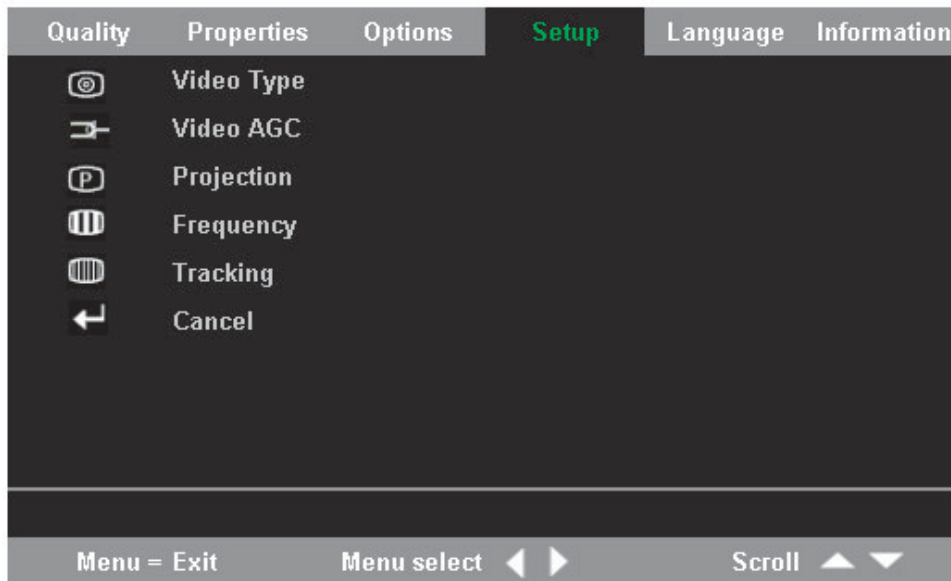 Quality Properties Options Setup Language Information
Video Type
Video AGC
P Projection
Frequency
Tracking
Cancel
Menu = Exit Menu select Scroll